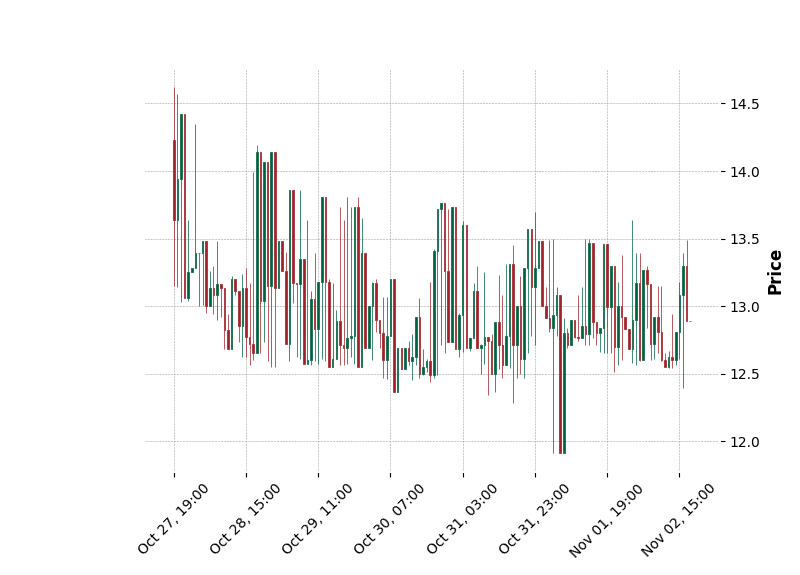 14.5
14.0
13.5
13.0
12.5
12.0
Price
Oct 27, 19:00
Oct 28, 15:00
Oct 29, 11:00
Oct 30, 07:00
Oct 31, 03:00
Oct 31, 23:00
Nov 01, 19:00
Nov 02, 15:00